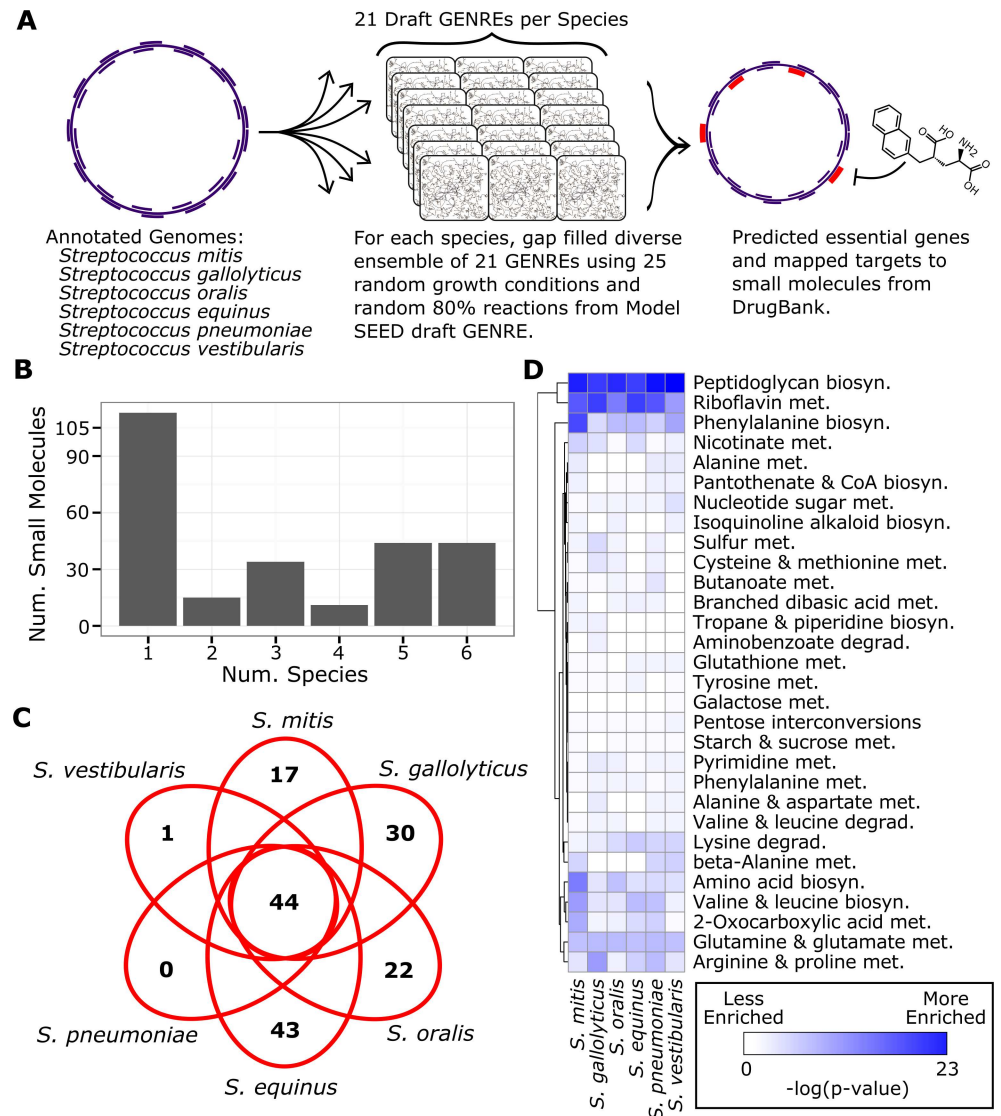 A
21 Draft GENREs per Species
HO
O
NH2
O
OH
Annotated Genomes:
Streptococcus mitis
Streptococcus gallolyticus
Streptococcus oralis
Streptococcus equinus
Streptococcus pneumoniae
Streptococcus vestibularis
For each species, gap filled diverse
ensemble of 21 GENREs using 25
random growth conditions and
random 80% reactions from Model
SEED draft GENRE.
Predicted essential genes
and mapped targets to
small molecules from
DrugBank.
B
Num. Small Molecules
105
90
60
30
0
1 2 3 4 5 6
Num. Species
C
S. mitis
S. vestibularis
S. gallolyticus
17
1
30
44
0
22
43
S. pneumoniae
S. oralis
S. equinus
D
Peptidoglycan biosyn.
Riboflavin met.
Phenylalanine biosyn.
Nicotinate met.
Alanine met.
Pantothenate & CoA biosyn.
Nucleotide sugar met.
Isoquinoline alkaloid biosyn.
Sulfur met.
Cysteine & methionine met.
Butanoate met.
Branched dibasic acid met.
Tropane & piperidine biosyn.
Aminobenzoate degrad.
Glutathione met.
Tyrosine met.
Galactose met.
Pentose interconversions
Starch & sucrose met.
Pyrimidine met.
Phenylalanine met.
Alanine & aspartate met.
Valine & leucine degrad.
Lysine degrad.
beta-Alanine met.
Amino acid biosyn.
Valine & leucine biosyn.
2-Oxocarboxylic acid met.
Glutamine & glutamate met.
Arginine & proline met.
S. mitis
S. gallolyticus
S. oralis
S. equinus
S. pneumoniae
S. vestibularis
Less
Enriched
More
Enriched
0
23
-log(p-value)